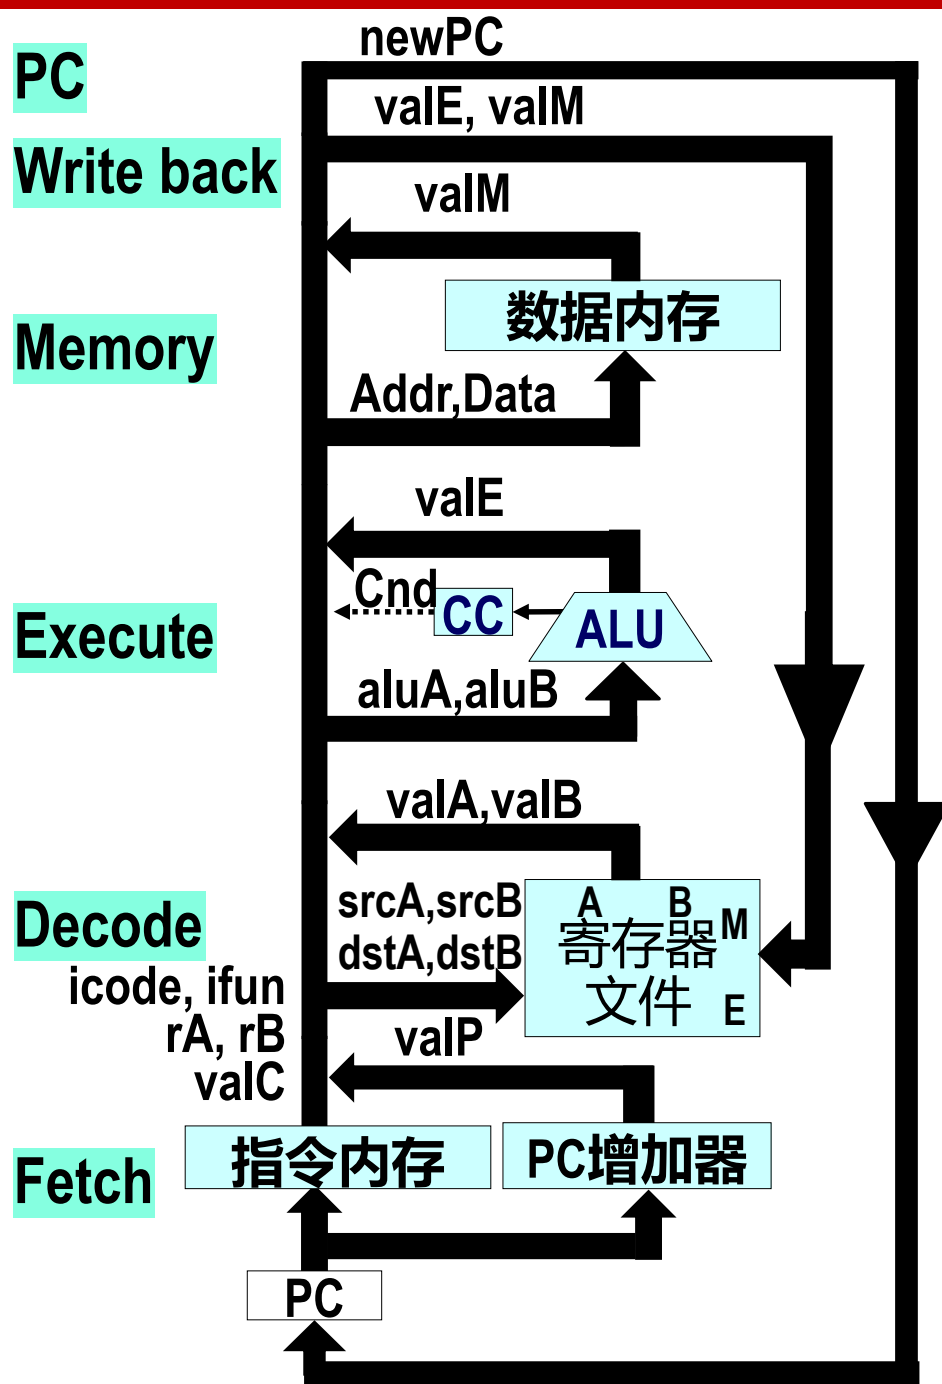 newPC
PC
valE, valM
Write back
valM
数据内存
Memory
Addr,Data
valE
Cnd
CC
ALU
Execute
aluA,aluB
valA,valB
srcA,srcB
A B
M
寄存器
Decode
dstA,dstB
文件
E
icode, ifun
rA, rB
valP
valC
指令内存
PC增加器
Fetch
PC